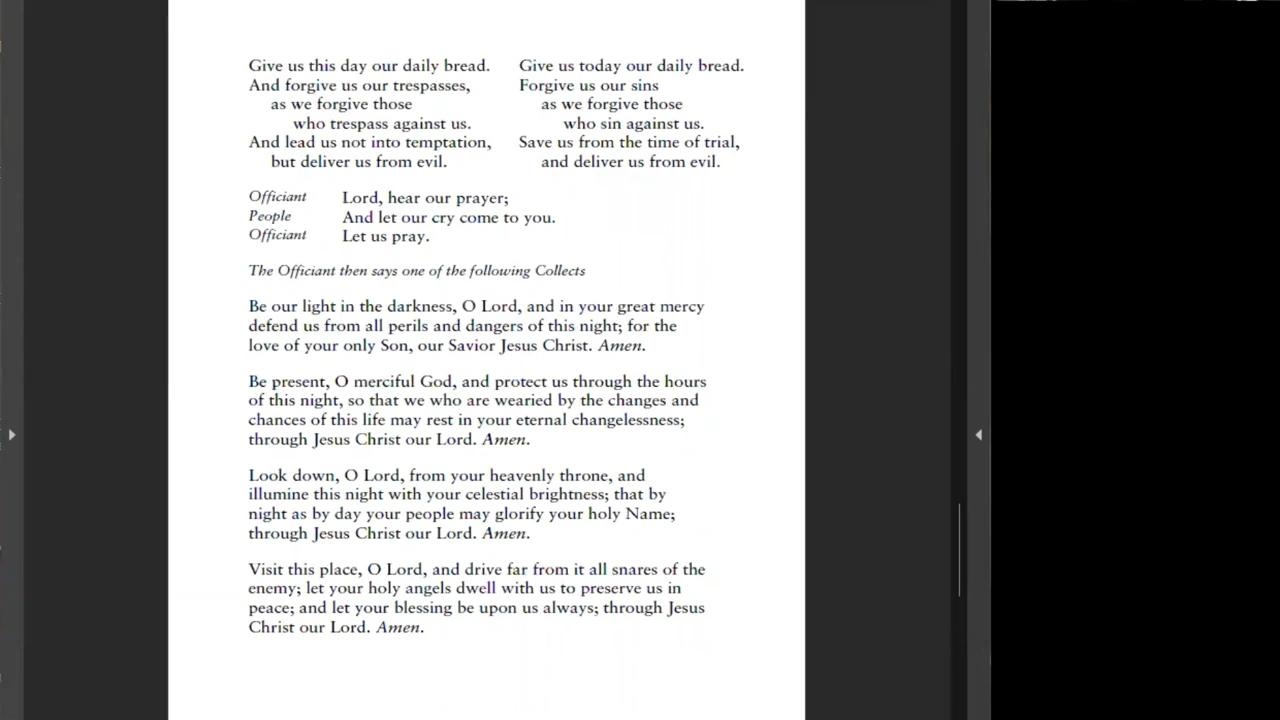 Give us this day our daily bread.
And forgive us our trespasses,
as we forgive those
who trespass against us.
And lead us not into temptation,
but deliver us from evil.
Give us today our daily bread.
Forgive us our sins
as we forgive those
who sin against us.
Save us from the time of trial,
and deliver us from evil.
Officiant Lord, hear our prayer;
People And let our cry come to you.
Officiant Let us pray.
The Officiant then says one of the following Collects
Be our light in the darkness, O Lord, and in your great mercy
defend us from all perils and dangers of this night; for the
love of your only Son, our Savior Jesus Christ. Amen.
Be present, O merciful God, and protect us through the hours
of this night, so that we who are wearied by the changes and
chances of this life may rest in your eternal changelessness;
through Jesus Christ our Lord. Amen.
Look down, O Lord, from your heavenly throne, and
illumine this night with your celestial brightness; that by
night as by day your people may glorify your holy Name;
through Jesus Christ our Lord. Amen.
Visit this place, O Lord, and drive far from it all snares of the
enemy; let your holy angels dwell with us to preserve us in
peace; and let your blessing be upon us always; through Jesus
Christ our Lord. Amen.